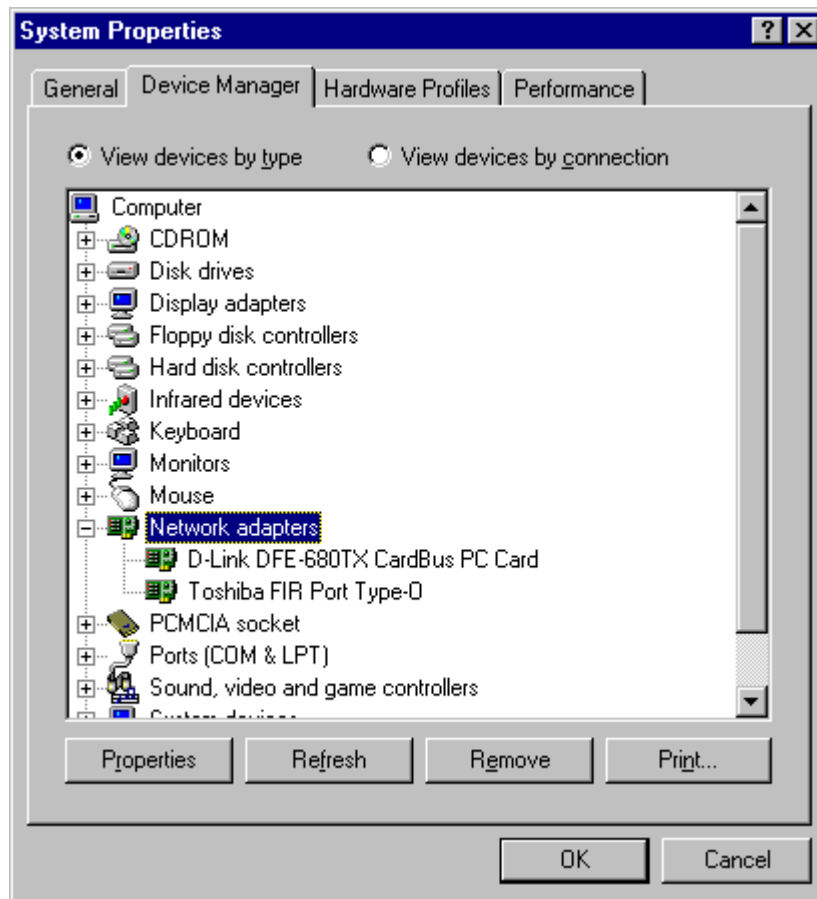 System Properties
General Device Manager Hardware Profiles Performance
View devices by type View devices by connection
Computer
CDROM
Disk drives
Display adapters
Floppy disk controllers
Hard disk controllers
Infrared devices
Keyboard
Monitors
Mouse
Network adapters
D-Link DFE-680TX CardBus PC Card
Toshiba FIR Port Type-O
PCMCIA socket
Ports (COM & LPT)
Sound, video and game controllers
System devices
Properties Refresh Remove Print...
OK Cancel